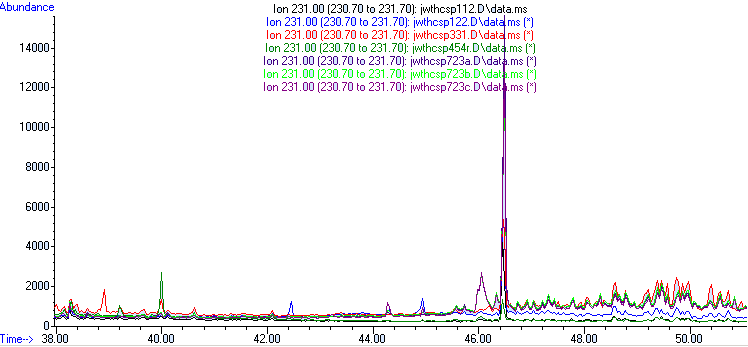 Abundance
Ion 231.00 (230.70 to 231.70): jwthcsp112.D\data.ms
Ion 231.00 (230.70 to 231.70): jwthcsp122.D\data.ms (*)
Ion 231.00 (230.70 to 231.70): jwthcsp331.D\data.ms (*)
Ion 231.00 (230.70 to 231.70): jwthcsp454r.D\data.ms (*)
Ion 231.00 (230.70 to 231.70): jwthcsp723a.D\data.ms (*)
Ion 231.00 (230.70 to 231.70): jwthcsp723b.D\data.ms (*)
Ion 231.00 (230.70 to 231.70): jwthcsp723c.D\data.ms (*)
14000
12000
10000
8000
6000
4000
2000
0
38.00 40.00 42.00 44.00 46.00 48.00 50.00
Time-->